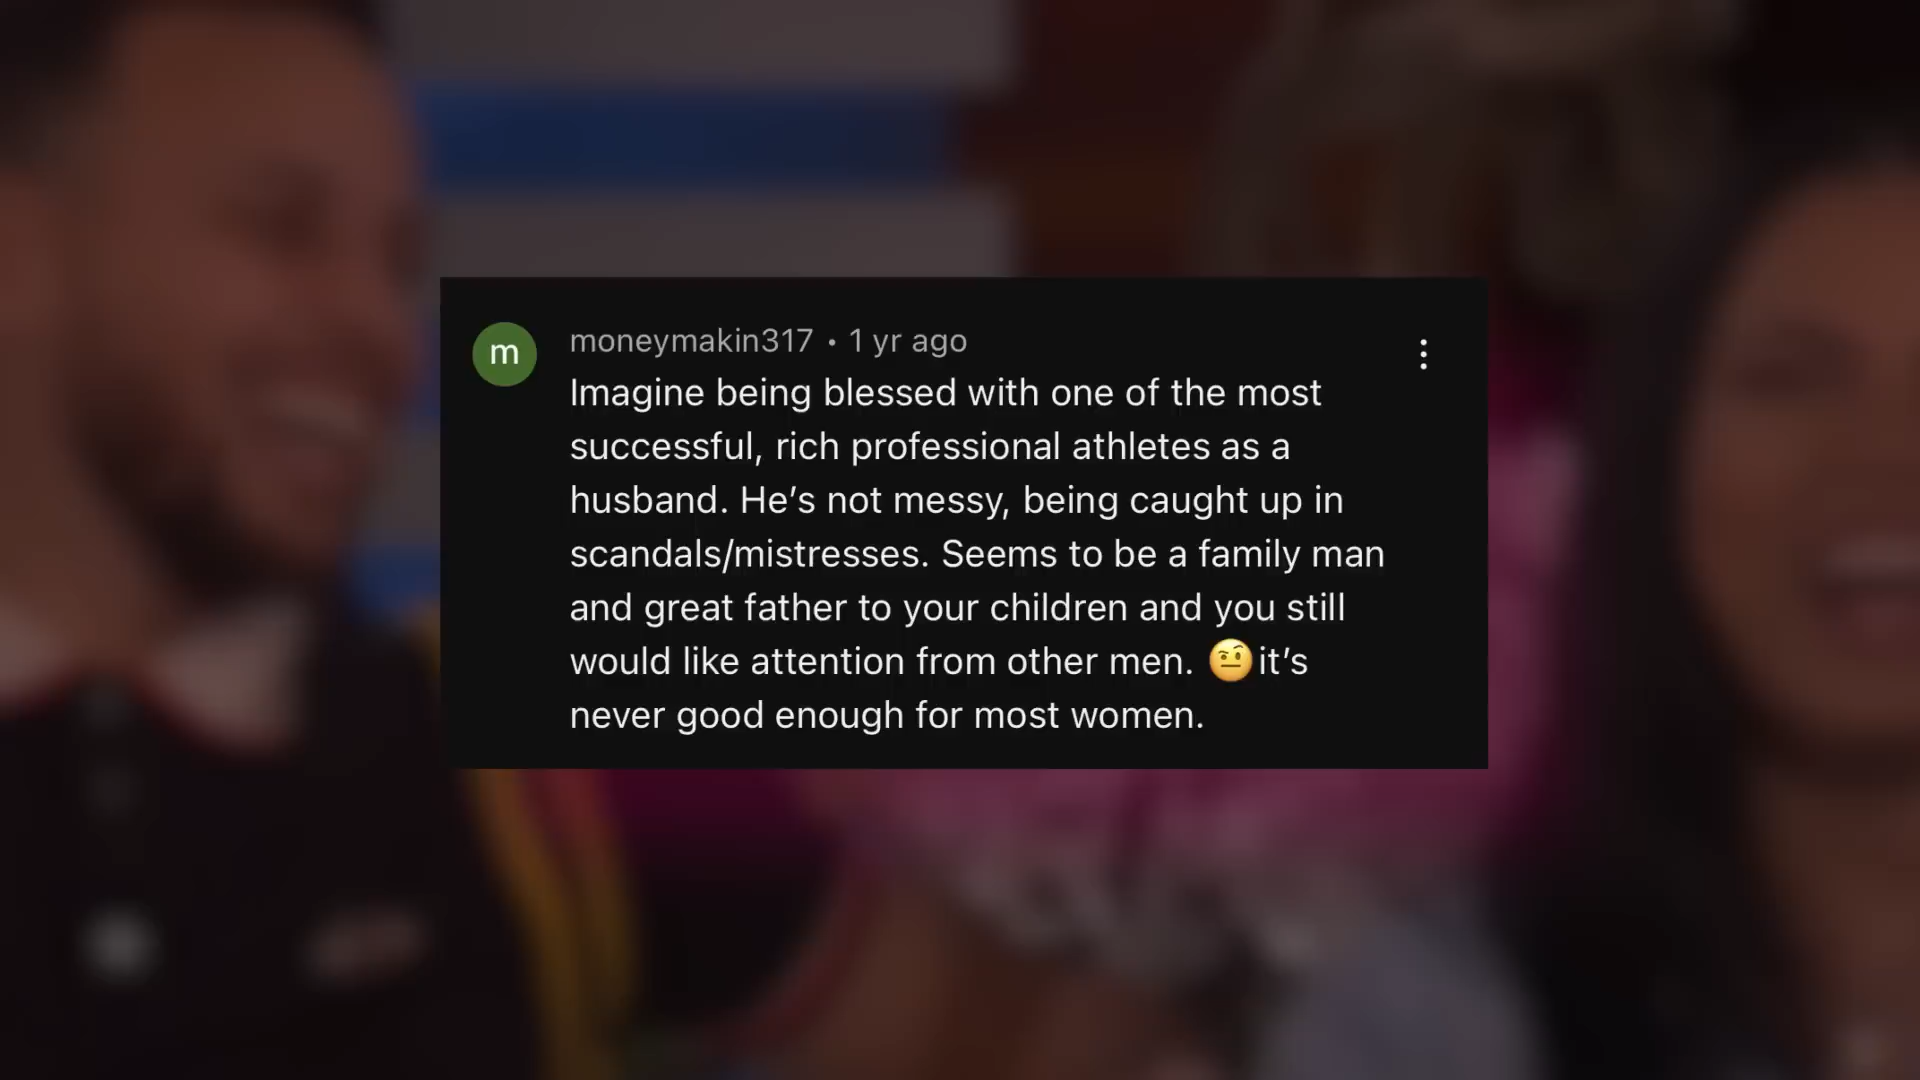 m
moneymakin317 • 1 yr ago
Imagine being blessed with one of the most
successful, rich professional athletes as a
husband. He’s not messy, being caught up in
scandals/mistresses. Seems to be a family man
and great father to your children and you still
would like attention from other men. 🤨it’s
never good enough for most women.